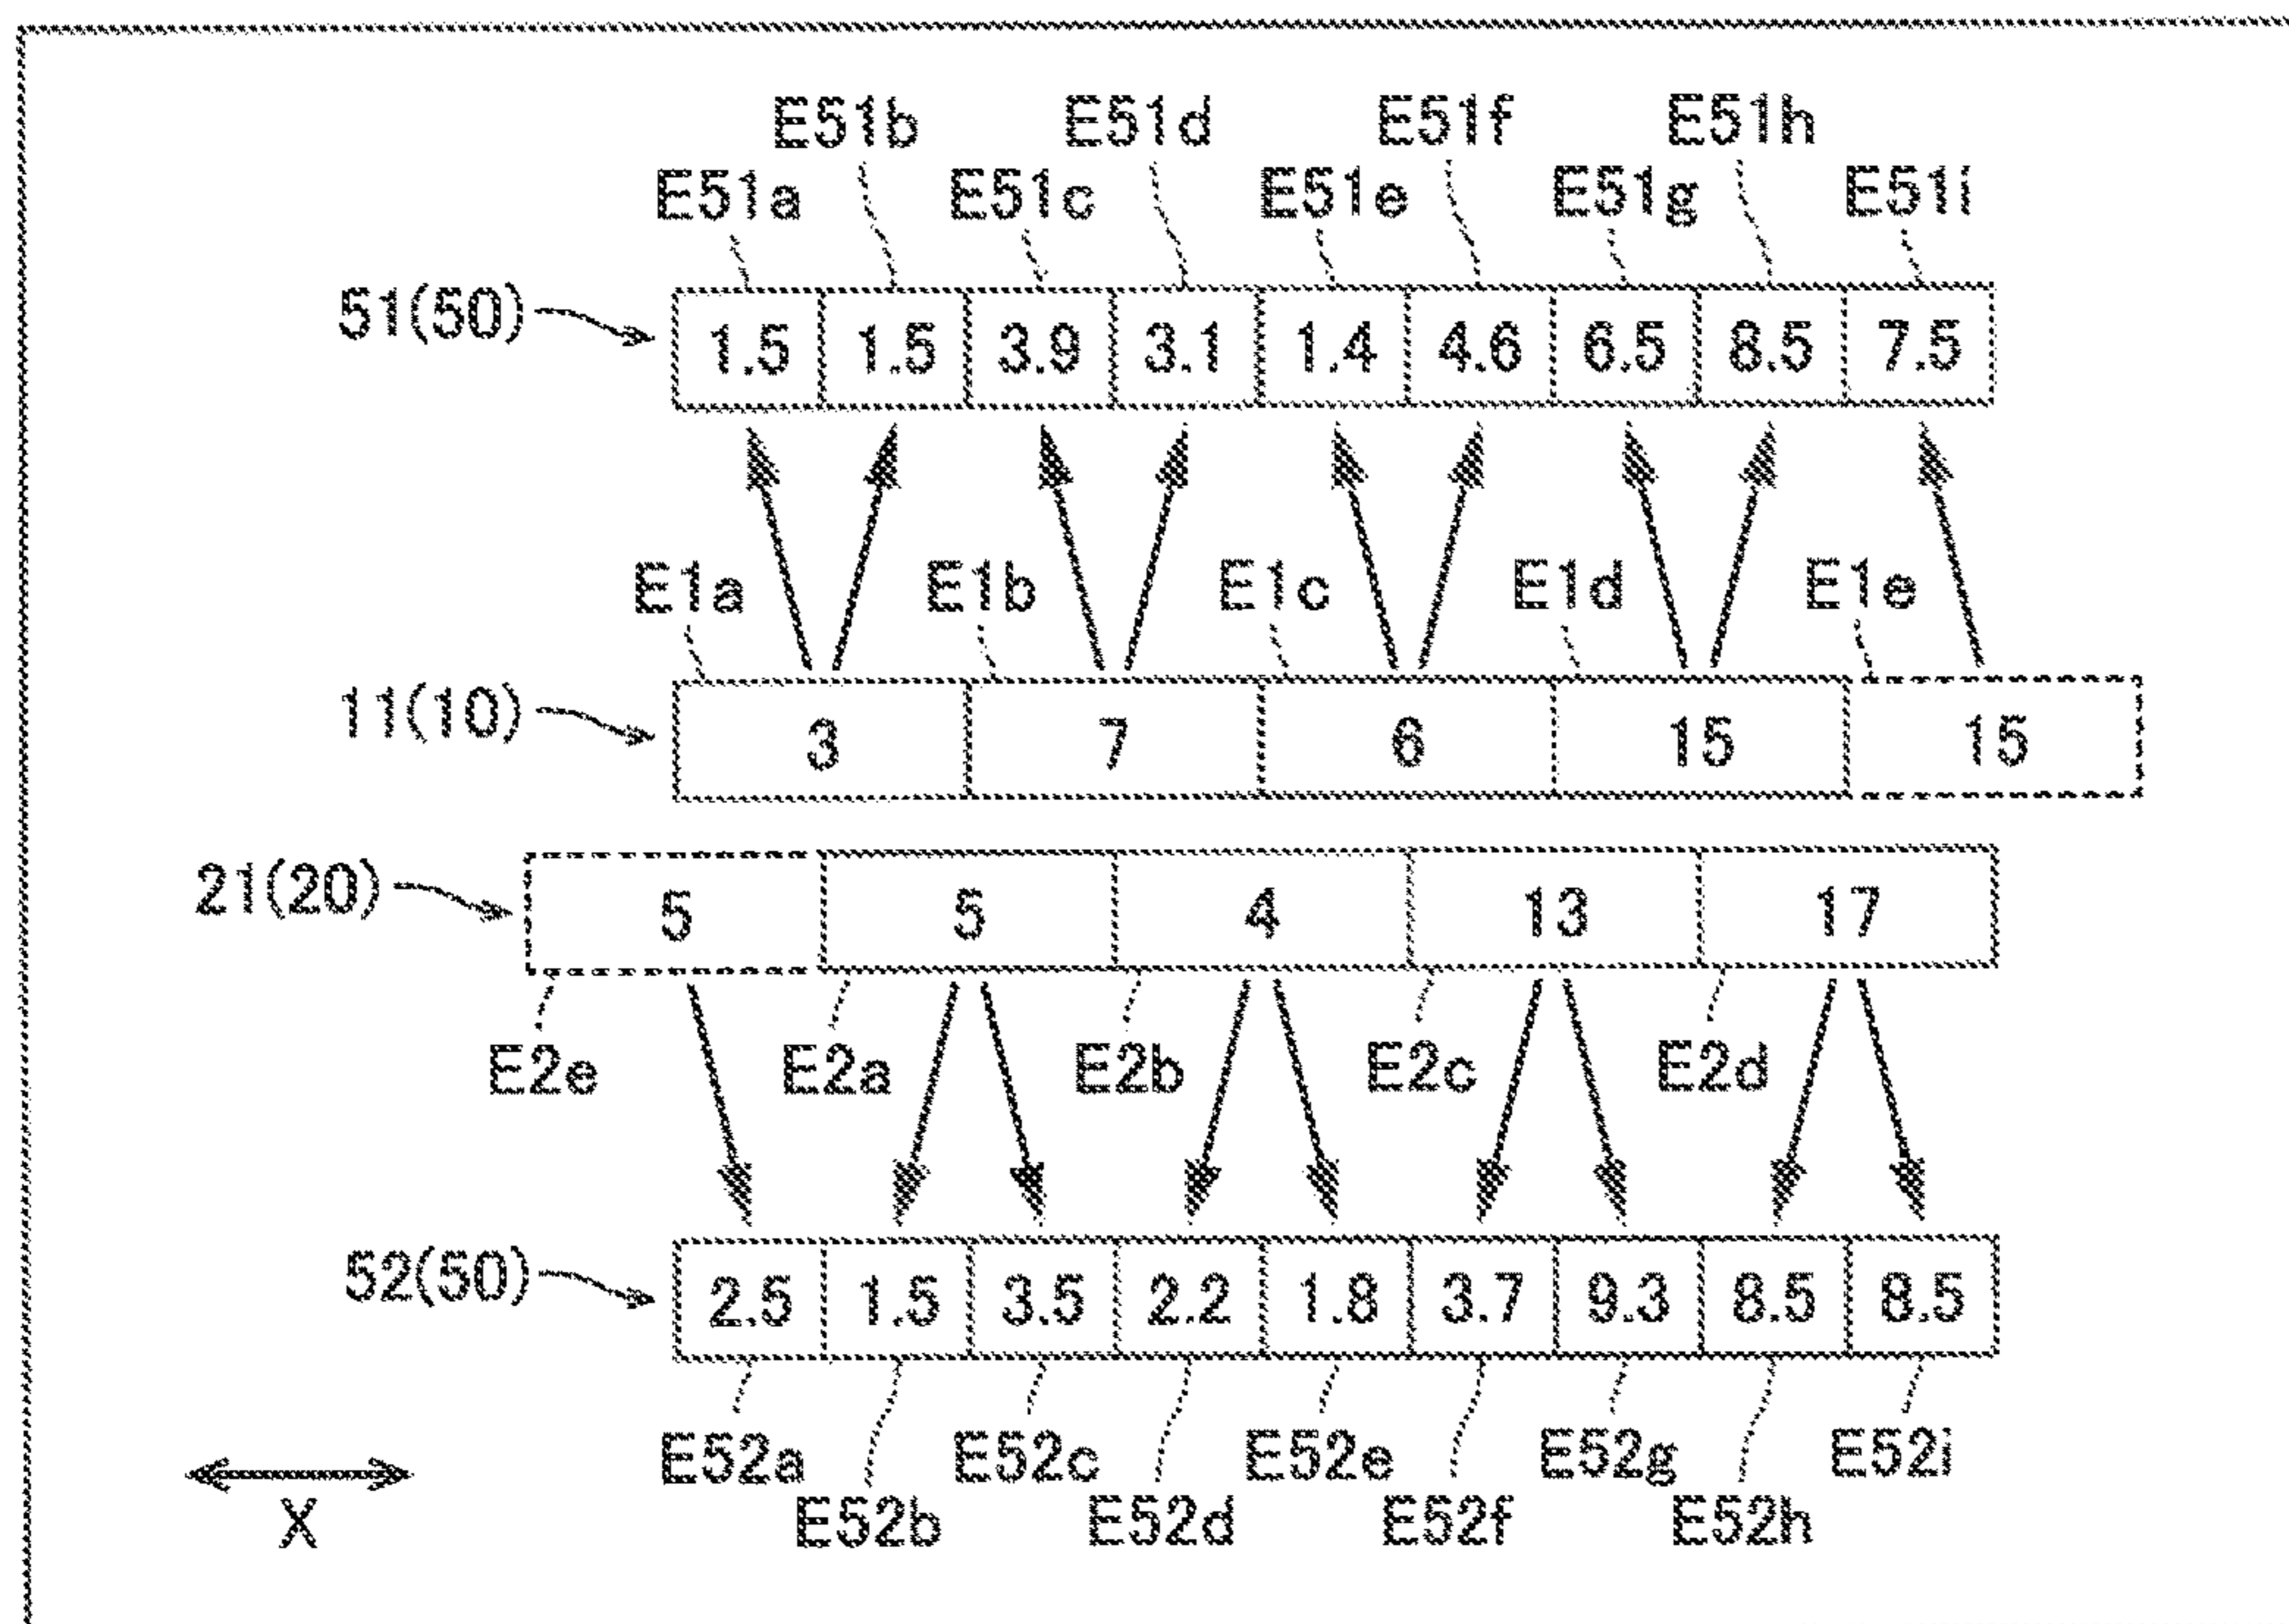 E51b E51d E51f E51h
E51a E51c E51e E51g E51i
51(50) 1.5 1.5 3.9 3.1 1.4 4.6 6.5 8.5 7.5
E1a E1b E1c E1d E1e
11(10) 3 7 6 15 15
21(20) 5 5 4 13 17
E2e E2a E2b E2c E2d
52(50) 2.5 1.5 3.5 2.2 1.8 3.7 9.3 8.5 8.5
E52a E52c E52e E52g E52i
X E52b E52d E52f E52h